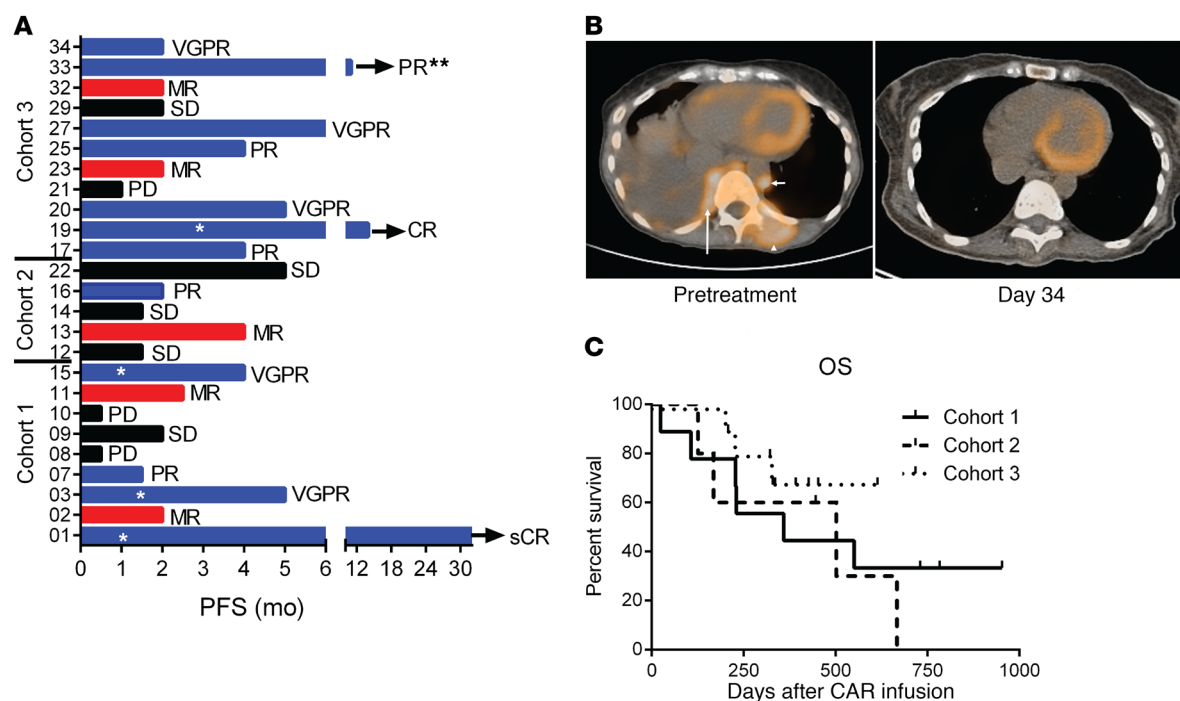 A
Cohort 3
34 VGPR
33 PR**
32 MR
29 SD
27 VGPR
25 PR
23 MR
21 PD
20 VGPR
19 * CR
17 PR
Cohort 2
22 SD
16 PR
14 SD
13 MR
12 SD
Cohort 1
15 * VGPR
11 MR
10 PD
09 SD
08 PD
07 PR
03 * VGPR
02 MR
01 * sCR
0 1 2 3 4 5 6 12 18 24 30
PFS (mo)
B
Pretreatment
Day 34
C
OS
Percent survival
100
80
60
40
20
0
Cohort 1
Cohort 2
Cohort 3
0 250 500 750 1000
Days after CAR infusion